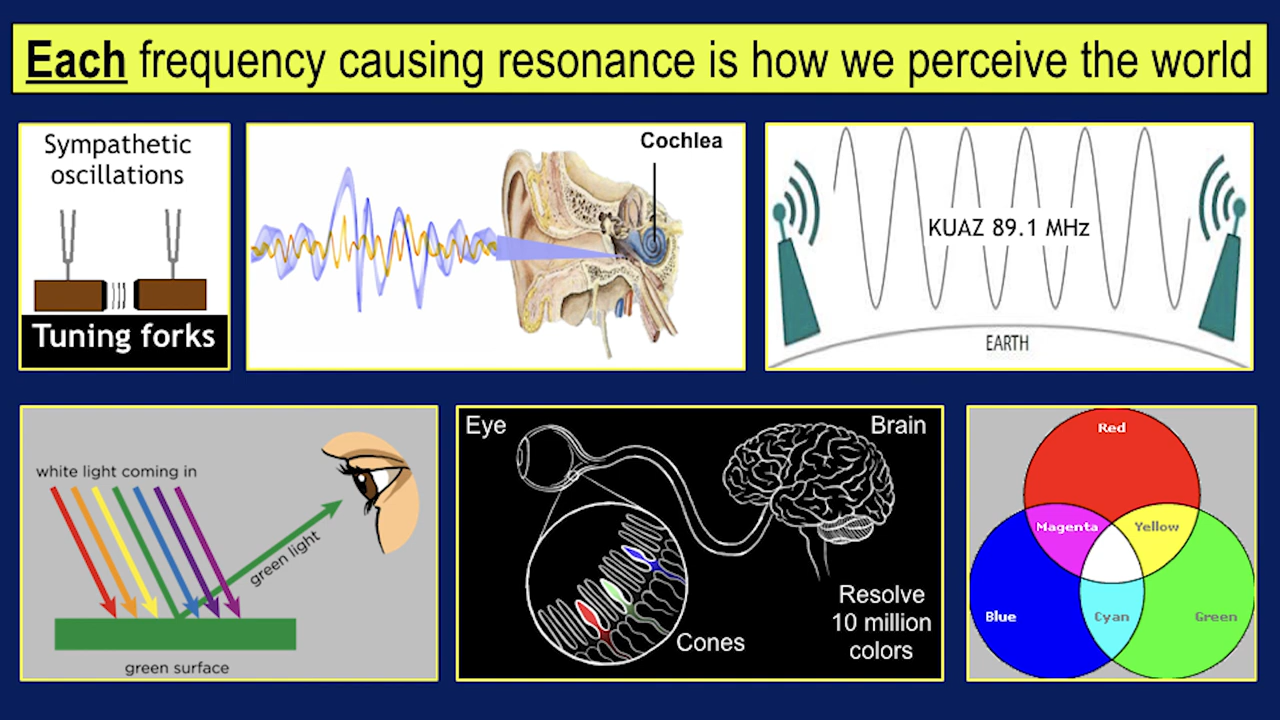 Each frequency causing resonance is how we perceive the world
Sympathetic
oscillations
Tuning forks
Cochlea
KUAZ 89.1 MHz
EARTH
white light coming in
green light
green surface
Eye
Brain
Cones
Resolve
10 million
colors
Red
Magenta
Yellow
Blue
Cyan
Green